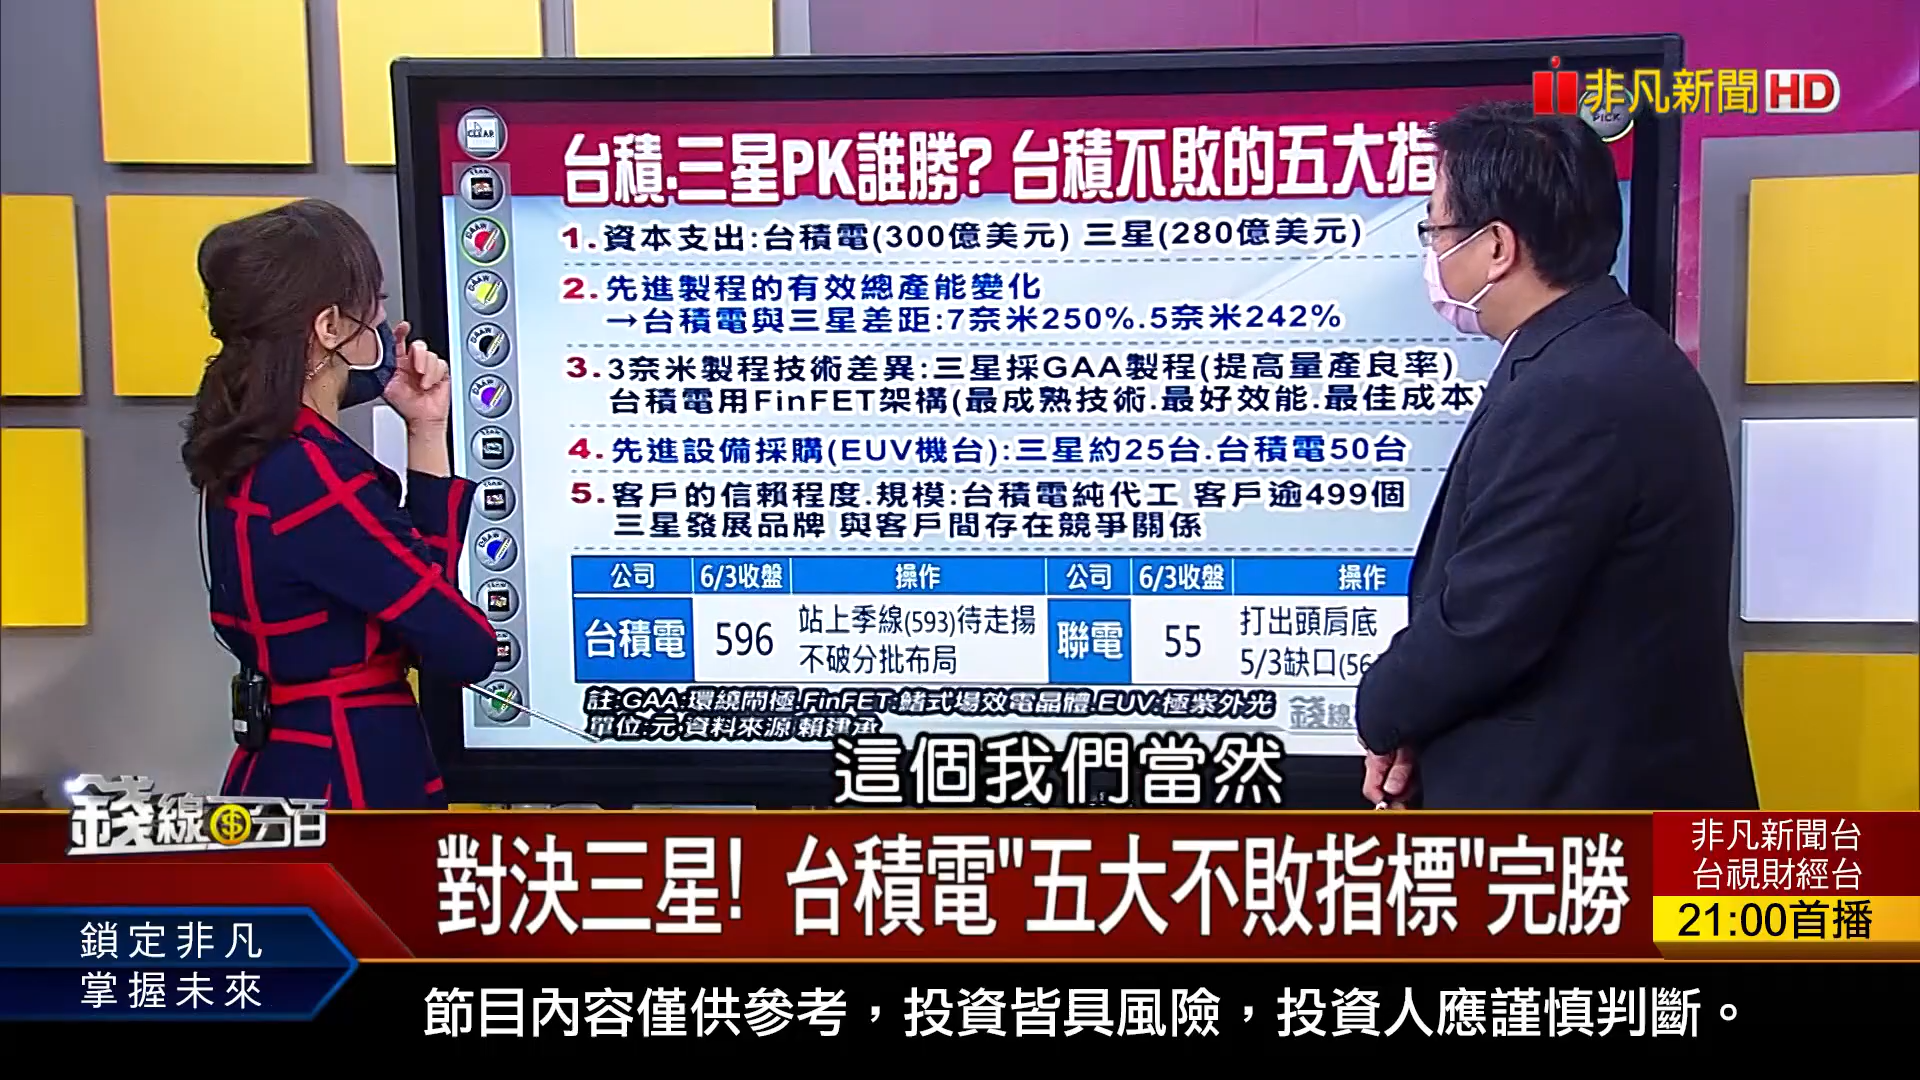 非凡新聞HD
CLEAR
PICK
台積.三星PK誰勝? 台積不敗的五大指
1.資本支出:台積電(300億美元) 三星(280億美元)
2.先進製程的有效總產能變化
→台積電與三星差距:7奈米250%.5奈米242%
3.3奈米製程技術差異:三星採GAA製程(提高量產良率)
台積電用FinFET架構(最成熟技術.最好效能.最佳成本)
4.先進設備採購(EUV機台):三星約25台.台積電50台
5.客戶的信賴程度.規模:台積電純代工 客戶逾499個
三星發展品牌 與客戶間存在競爭關係
公司 6/3收盤 操作 公司 6/3收盤 操作
台積電 596 站上季線(593)待走揚 聯電 55 打出頭肩底
不破分批布局 5/3缺口(56
註:GAA:環繞閘極.FinFET:鰭式場效電晶體.EUV:極紫外光
單位:元 資料來源:賴建承
錢線
這個我們當然
錢線百分百
對決三星! 台積電"五大不敗指標"完勝
非凡新聞台
台視財經台
21:00首播
鎖定非凡
掌握未來
節目內容僅供參考，投資皆具風險，投資人應謹慎判斷。